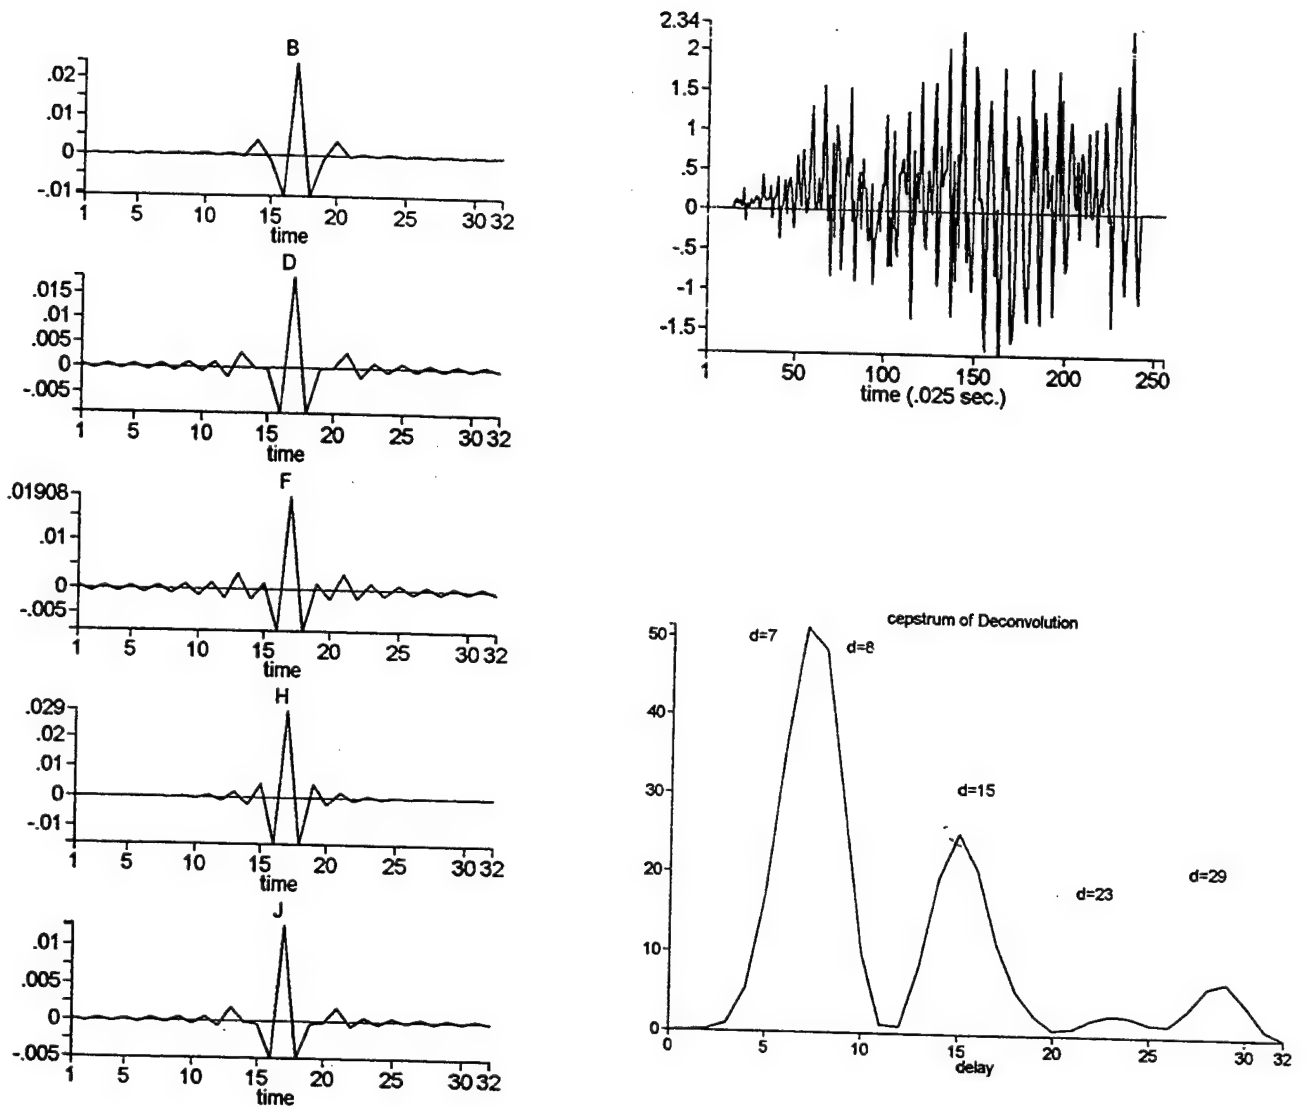 B
.02
.01
0
-.01
1 5 10 15 20 25 30 32
time
D
.015
.01
.005
0
-.005
1 5 10 15 20 25 30 32
time
F
.01908
.01
0
-.005
1 5 10 15 20 25 30 32
time
H
.029
.02
.01
0
-.01
1 5 10 15 20 25 30 32
time
J
.01
.005
0
-.005
1 5 10 15 20 25 30 32
time
2.34
2
1.5
1
.5
0
-.5
-1
-1.5
1 50 100 150 200 250
time (.025 sec.)
cepstrum of Deconvolution
50
40
30
20
10
0
d=7
d=8
d=15
d=23
d=29
0 5 10 15 20 25 30 32
delay